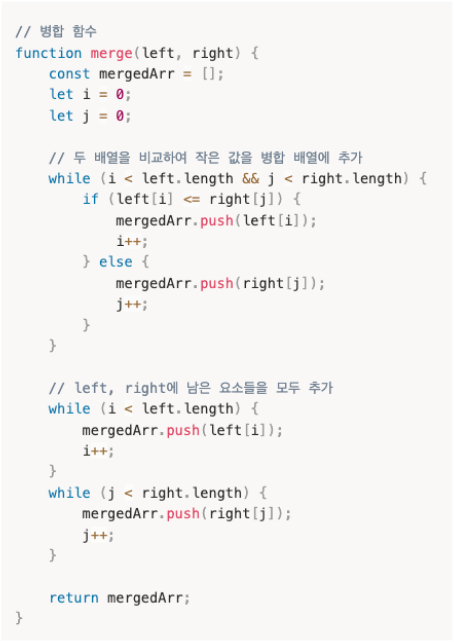 // 병합 함수
function merge(left, right) {
    const mergedArr = [];
    let i = 0;
    let j = 0;

    // 두 배열을 비교하여 작은 값을 병합 배열에 추가
    while (i < left.length && j < right.length) {
        if (left[i] <= right[j]) {
            mergedArr.push(left[i]);
            i++;
        } else {
            mergedArr.push(right[j]);
            j++;
        }
    }

    // left, right에 남은 요소들을 모두 추가
    while (i < left.length) {
        mergedArr.push(left[i]);
        i++;
    }
    while (j < right.length) {
        mergedArr.push(right[j]);
        j++;
    }

    return mergedArr;
}